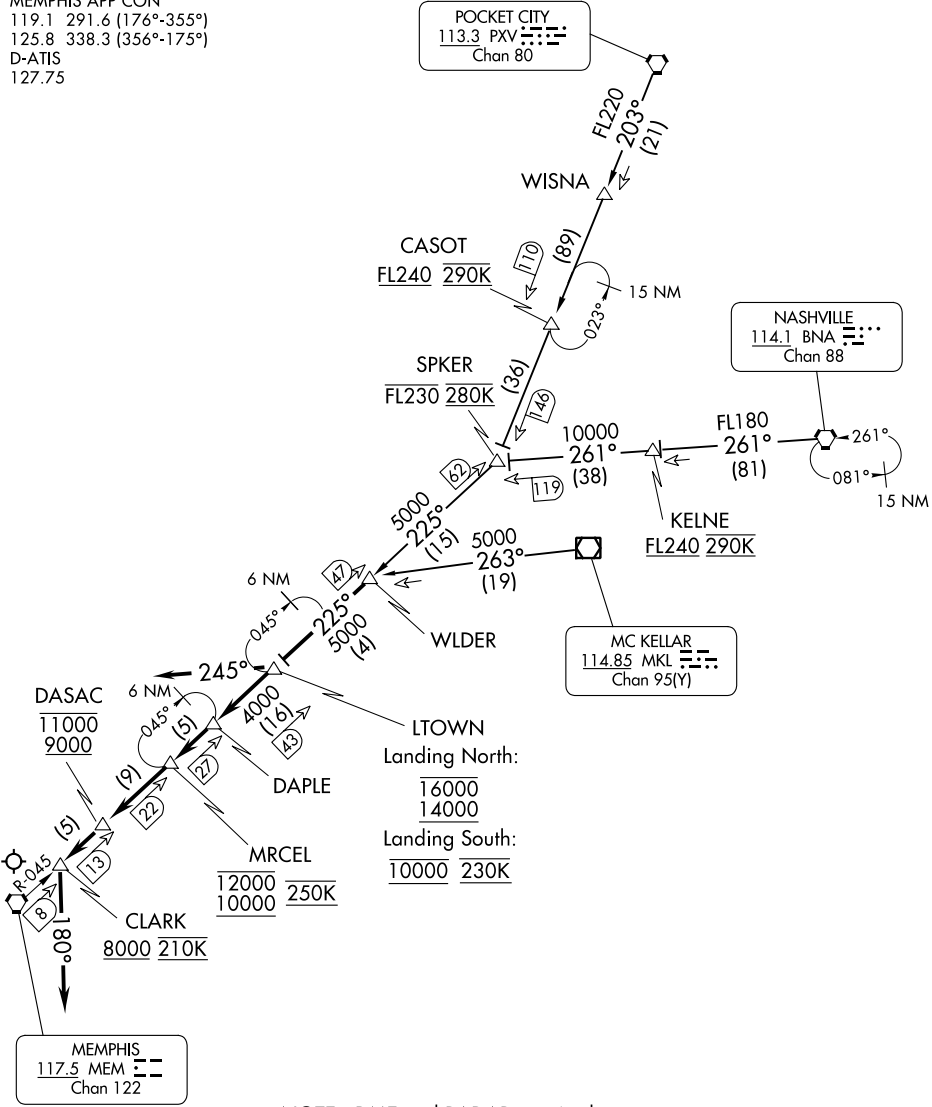 MEMPHIS APP CON
119.1 291.6 (176°-355°)
125.8 338.3 (356°-175°)
D-ATIS
127.75
POCKET CITY
113.3 PXV
Chan 80
FL220
203°
(21)
WISNA
(89)
110
CASOT
FL240 290K
15 NM
023°
NASHVILLE
114.1 BNA
Chan 88
SPKER
FL230 280K
(36)
146
10000
261°
(38)
FL180
261°
(81)
261°
081°
15 NM
62
119
KELNE
FL240 290K
5000
225°
(15)
5000
263°
(19)
47
WLDER
MC KELLAR
114.85 MKL
Chan 95(Y)
6 NM
045°
225°
5000
(4)
245°
DASAC
11000
9000
6 NM
045°
(5)
4000
(16)
43
LTOWN
Landing North:
16000
14000
Landing South:
10000 230K
27
DAPLE
(9)
22
MRCEL
12000
10000
250K
(5)
13
R-045
8
CLARK
8000 210K
180°
MEMPHIS
117.5 MEM
Chan 122